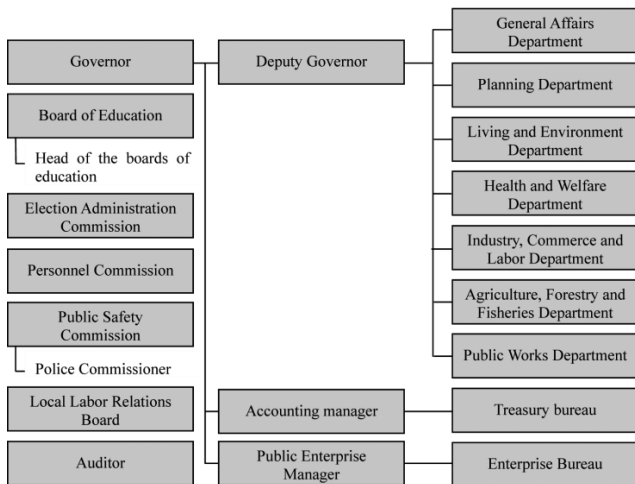 Governor
Board of Education
Head of the boards of
education
Election Administration
Commission
Personnel Commission
Public Safety
Commission
Police Commissioner
Local Labor Relations
Board
Auditor
Deputy Governor
Accounting manager
Public Enterprise
Manager
General Affairs
Department
Planning Department
Living and Environment
Department
Health and Welfare
Department
Industry, Commerce and
Labor Department
Agriculture, Forestry and
Fisheries Department
Public Works Department
Treasury bureau
Enterprise Bureau